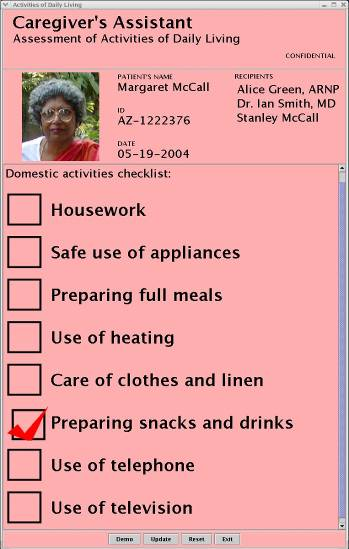 Activities of Daily Living
Caregiver's Assistant
Assessment of Activities of Daily Living
CONFIDENTIAL
PATIENT'S NAME
Margaret McCall
ID
AZ-1222376
DATE
05-19-2004
RECIPIENTS
Alice Green, ARNP
Dr. Ian Smith, MD
Stanley McCall
Domestic activities checklist:
Housework
Safe use of appliances
Preparing full meals
Use of heating
Care of clothes and linen
Preparing snacks and drinks
Use of telephone
Use of television
Demo Update Reset Exit